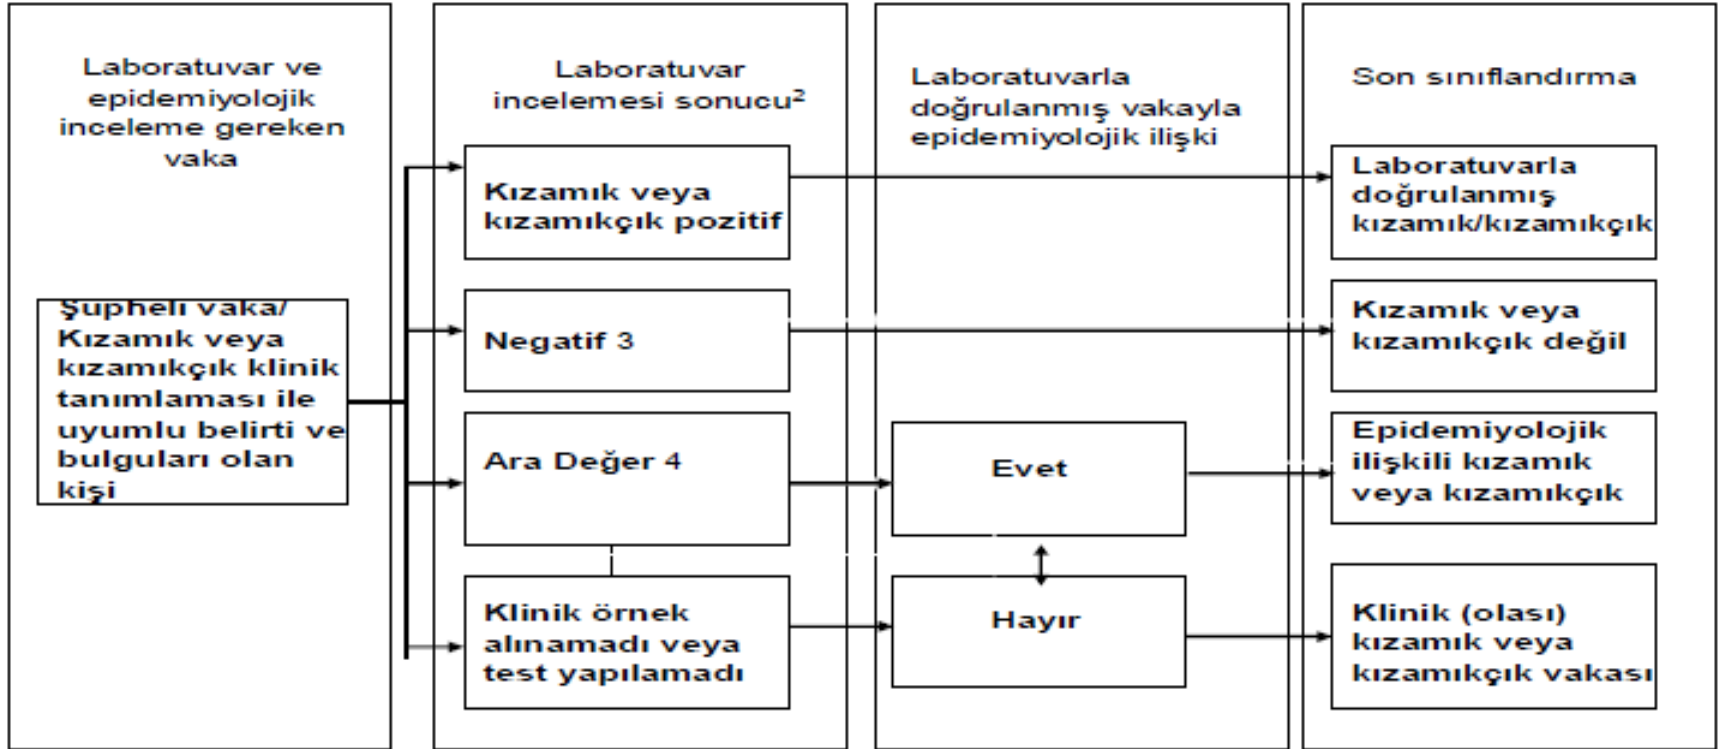 Laboratuvar ve
epidemiyolojik
inceleme gereken
vaka
Şupheli vaka/
Kızamık veya
kızamıkçık klinik
tanımlaması ile
uyumlu belirti ve
bulguları olan
kişi
Laboratuvar
incelemesi sonucu²
Kızamık veya
kızamıkçık pozitif
Negatif 3
Ara Değer 4
Klinik örnek
alınamadı veya
test yapılamadı
Laboratuvarla
doğrulanmış vakayla
epidemiyolojik ilişki
Evet
Hayır
Son sınıflandırma
Laboratuvarla
doğrulanmış
kızamık/kızamıkçık
Kızamık veya
kızamıkçık değil
Epidemiyolojik
ilişkili kızamık
veya kızamıkçık
Klinik (olası)
kızamık veya
kızamıkçık vakası